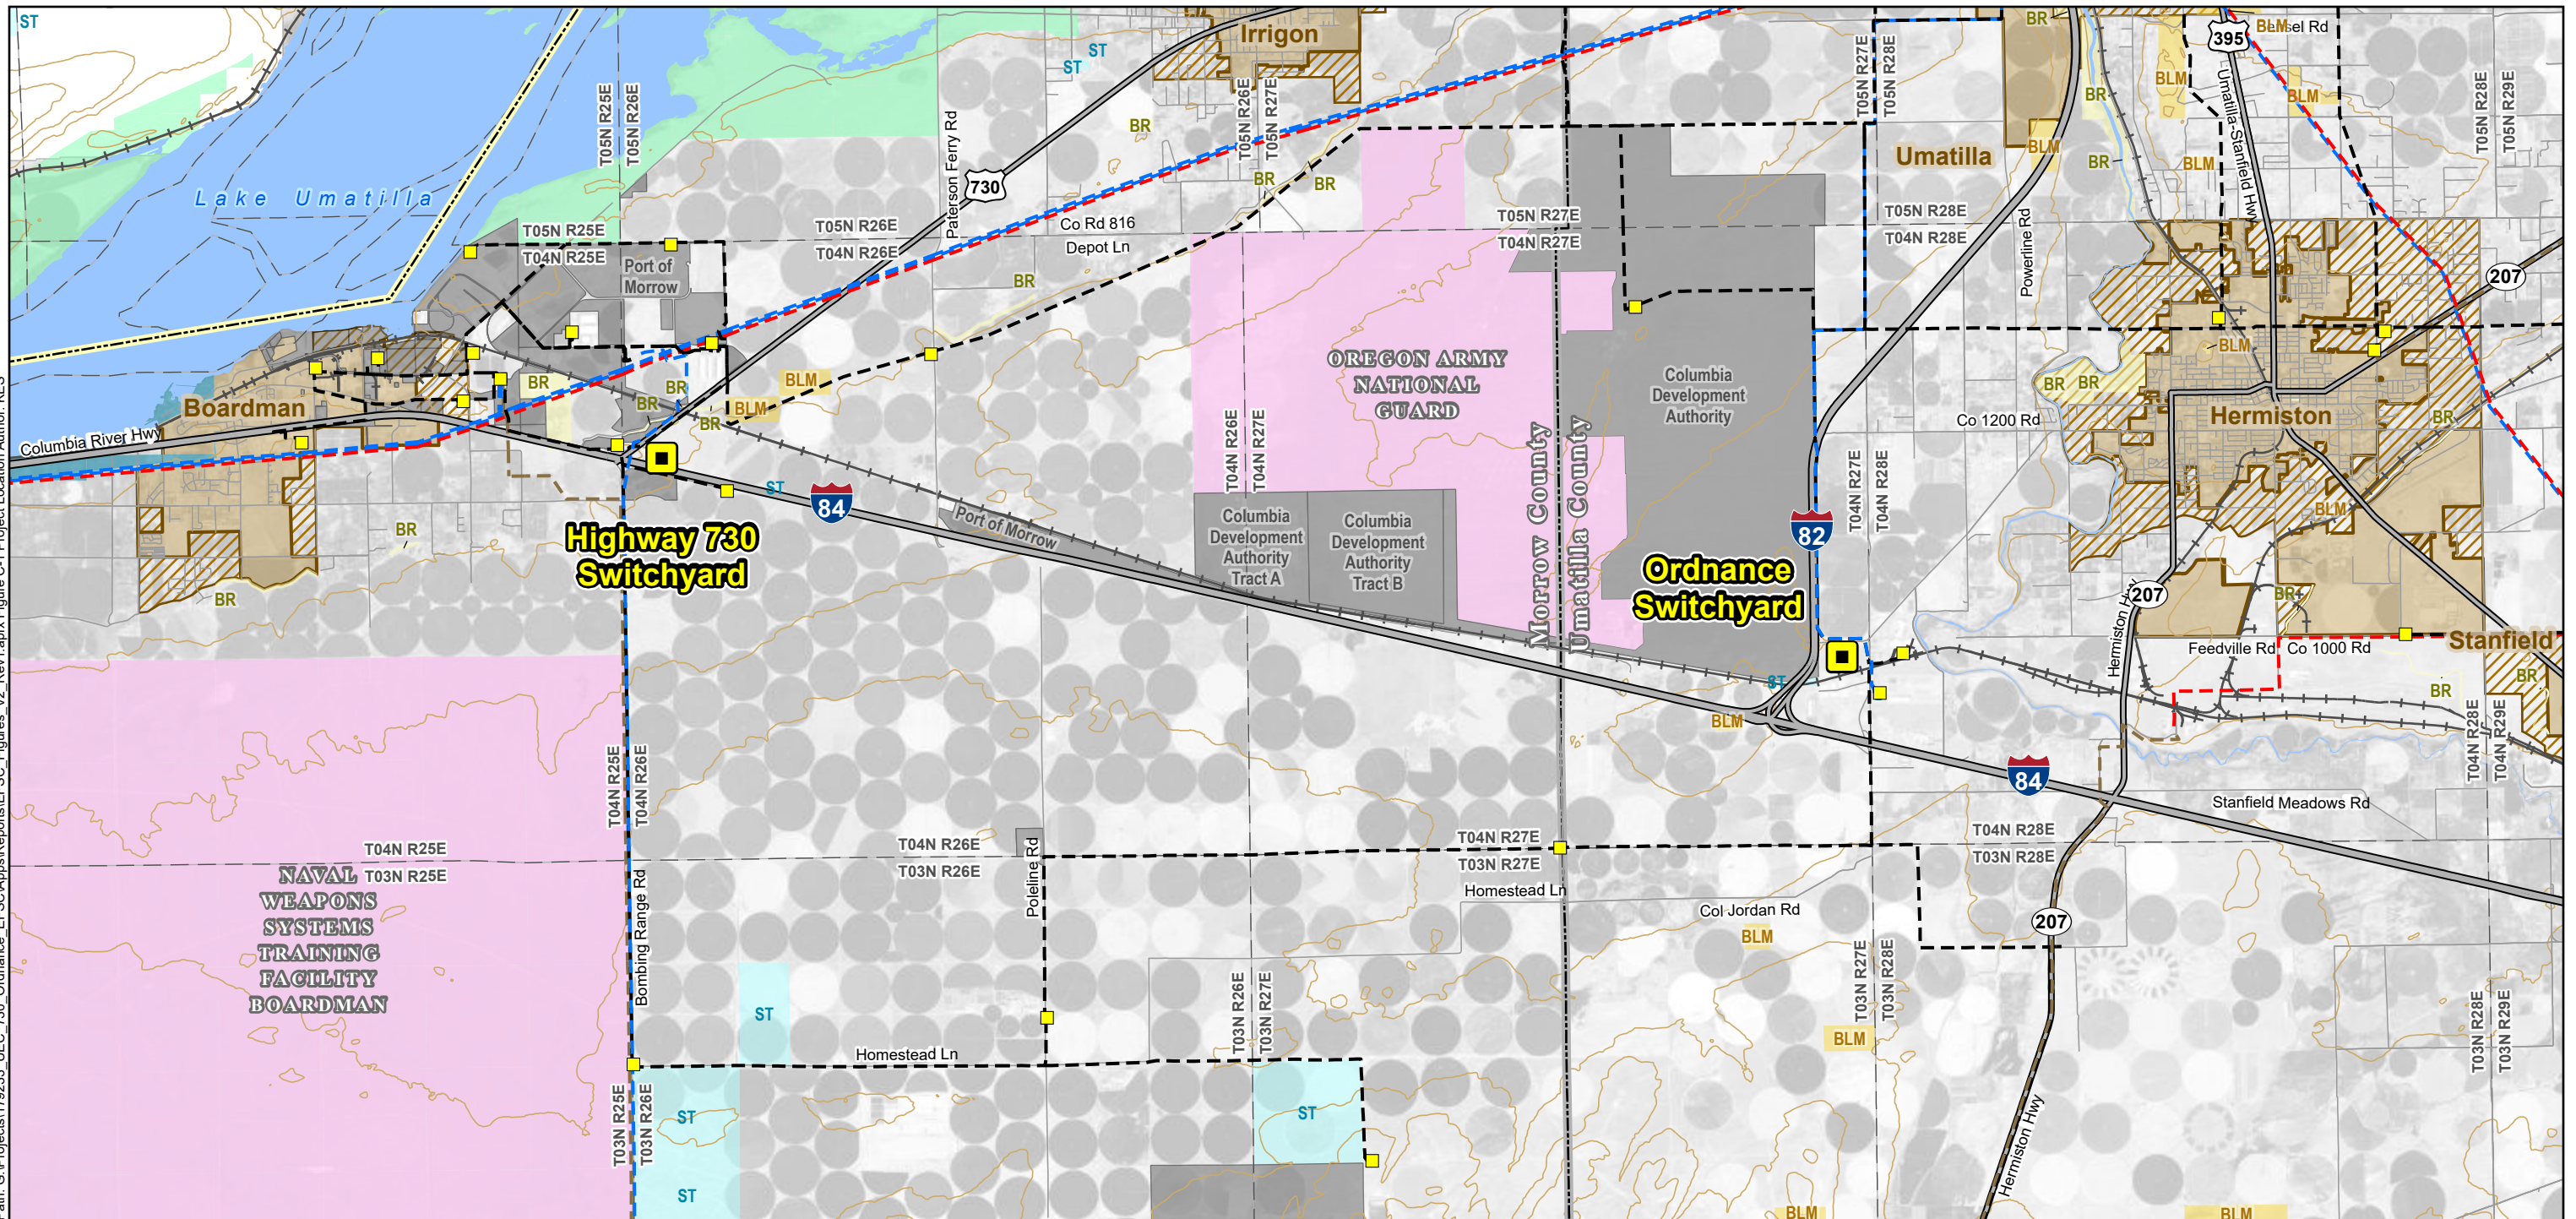 ST
Irrigon
395
BLM
sel Rd
BR
ST
ST
T05N R25E
T05N R26E
Paterson Ferry Rd
BR
T05N R26E
T05N R27E
T05N R27E
T05N R28E
BR
BLM
BLM
Umatilla-Stanfield Hwy
T05N R28E
T05N R29E
Umatilla
BLM
BR
BLM
Lake Umatilla
730
BR
BR
T05N R25E
T04N R25E
T05N R26E
T04N R26E
Co Rd 816
Depot Ln
T05N R27E
T04N R27E
T05N R28E
T04N R28E
Powerline Rd
207
Port of
Morrow
BR
OREGON ARMY
NATIONAL
GUARD
Columbia
Development
Authority
BLM
BR
BR
BLM
BLM
BR
BR
BR
BR
Boardman
Columbia River Hwy
T04N R26E
T04N R27E
Morrow County
Umatilla County
Co 1200 Rd
Hermiston
BR
T04N R27E
T04N R28E
ST
84
82
BLM
BR
Port of Morrow
Columbia
Development
Authority
Tract A
Columbia
Development
Authority
Tract B
Highway 730
Switchyard
Ordnance
Switchyard
BR
207
BR
Hermiston Hw
Feedville Rd
Co 1000 Rd
Stanfield
BR
BR
ST
BLM
T04N R28E
T04N R29E
T04N R25E
T04N R26E
84
Stanfield Meadows Rd
T04N R25E
T03N R25E
T04N R26E
T03N R26E
T04N R27E
T03N R27E
T04N R28E
T03N R28E
NAVAL
WEAPONS
SYSTEMS
TRAINING
FACILITY
BOARDMAN
Bombing Range Rd
Poleline Rd
Homestead Ln
Col Jordan Rd
BLM
207
T03N R26E
T03N R27E
T03N R27E
T03N R28E
T03N R28E
T03N R29E
ST
BLM
Homestead Ln
T03N R25E
T03N R26E
ST
ST
ST
Hermiston Hwy
BLM
BLM